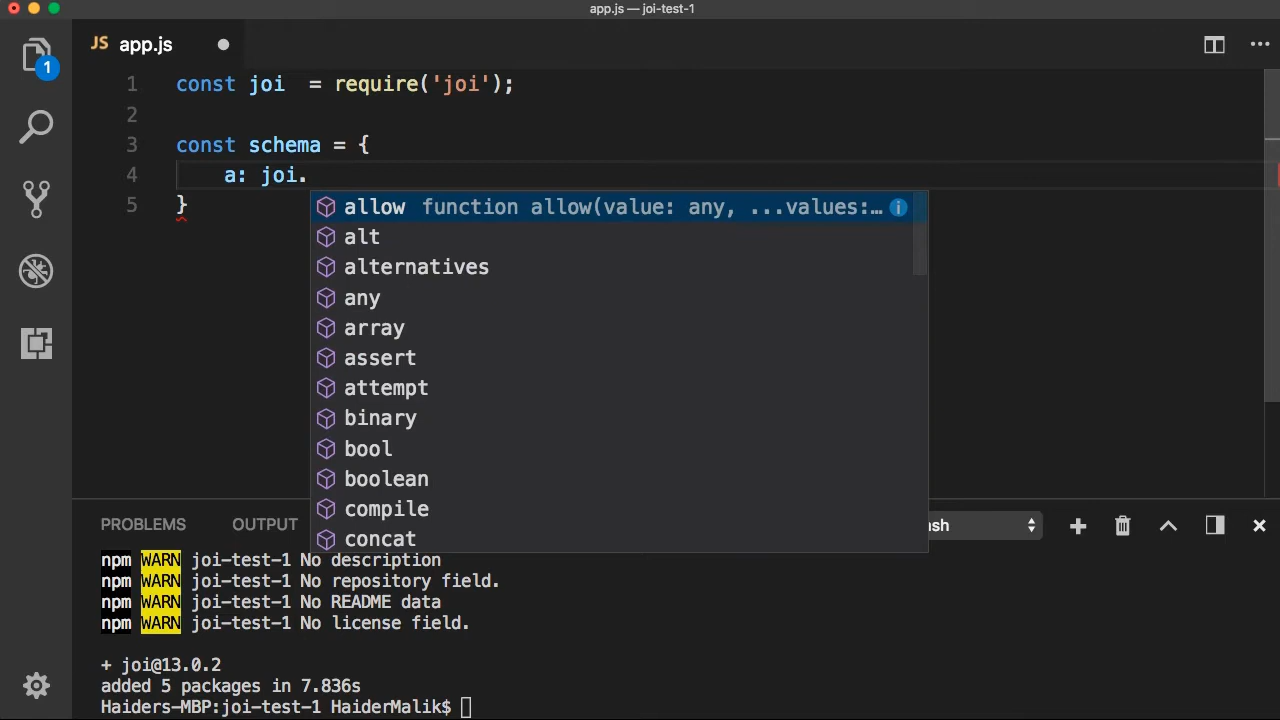 app.js — joi-test-1
JS app.js
1
1 const joi  = require('joi');
2
3 const schema = {
4 a: joi.
5 }
allow function allow(value: any, ...values:…
alt
alternatives
any
array
assert
attempt
binary
bool
boolean
compile
concat
PROBLEMS OUTPUT
npm WARN joi-test-1 No description
npm WARN joi-test-1 No repository field.
npm WARN joi-test-1 No README data
npm WARN joi-test-1 No license field.
+ joi@13.0.2
added 5 packages in 7.836s
Haiders-MBP:joi-test-1 HaiderMalik$